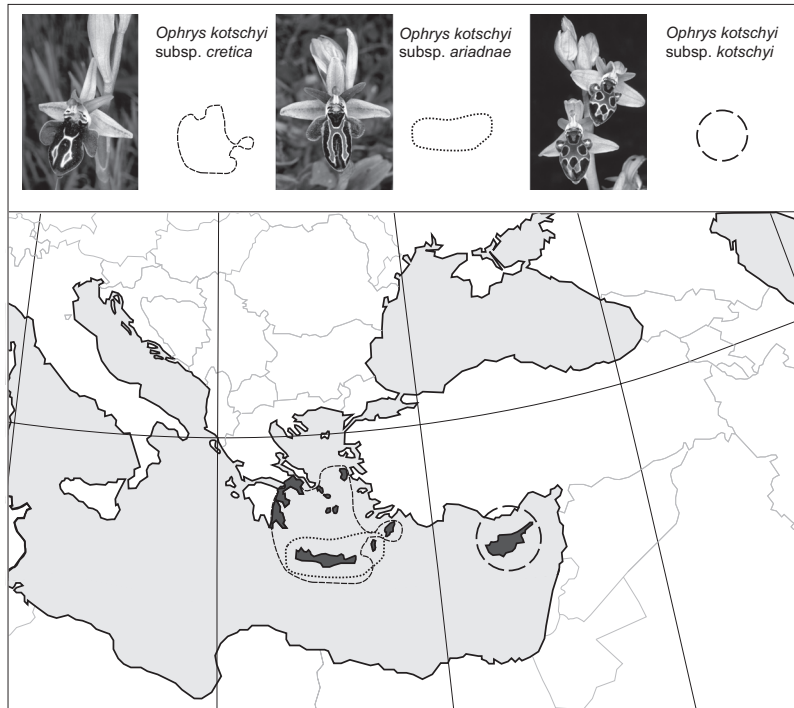 Ophrys kotschyi
subsp. cretica
Ophrys kotschyi
subsp. ariadnae
Ophrys kotschyi
subsp. kotschyi